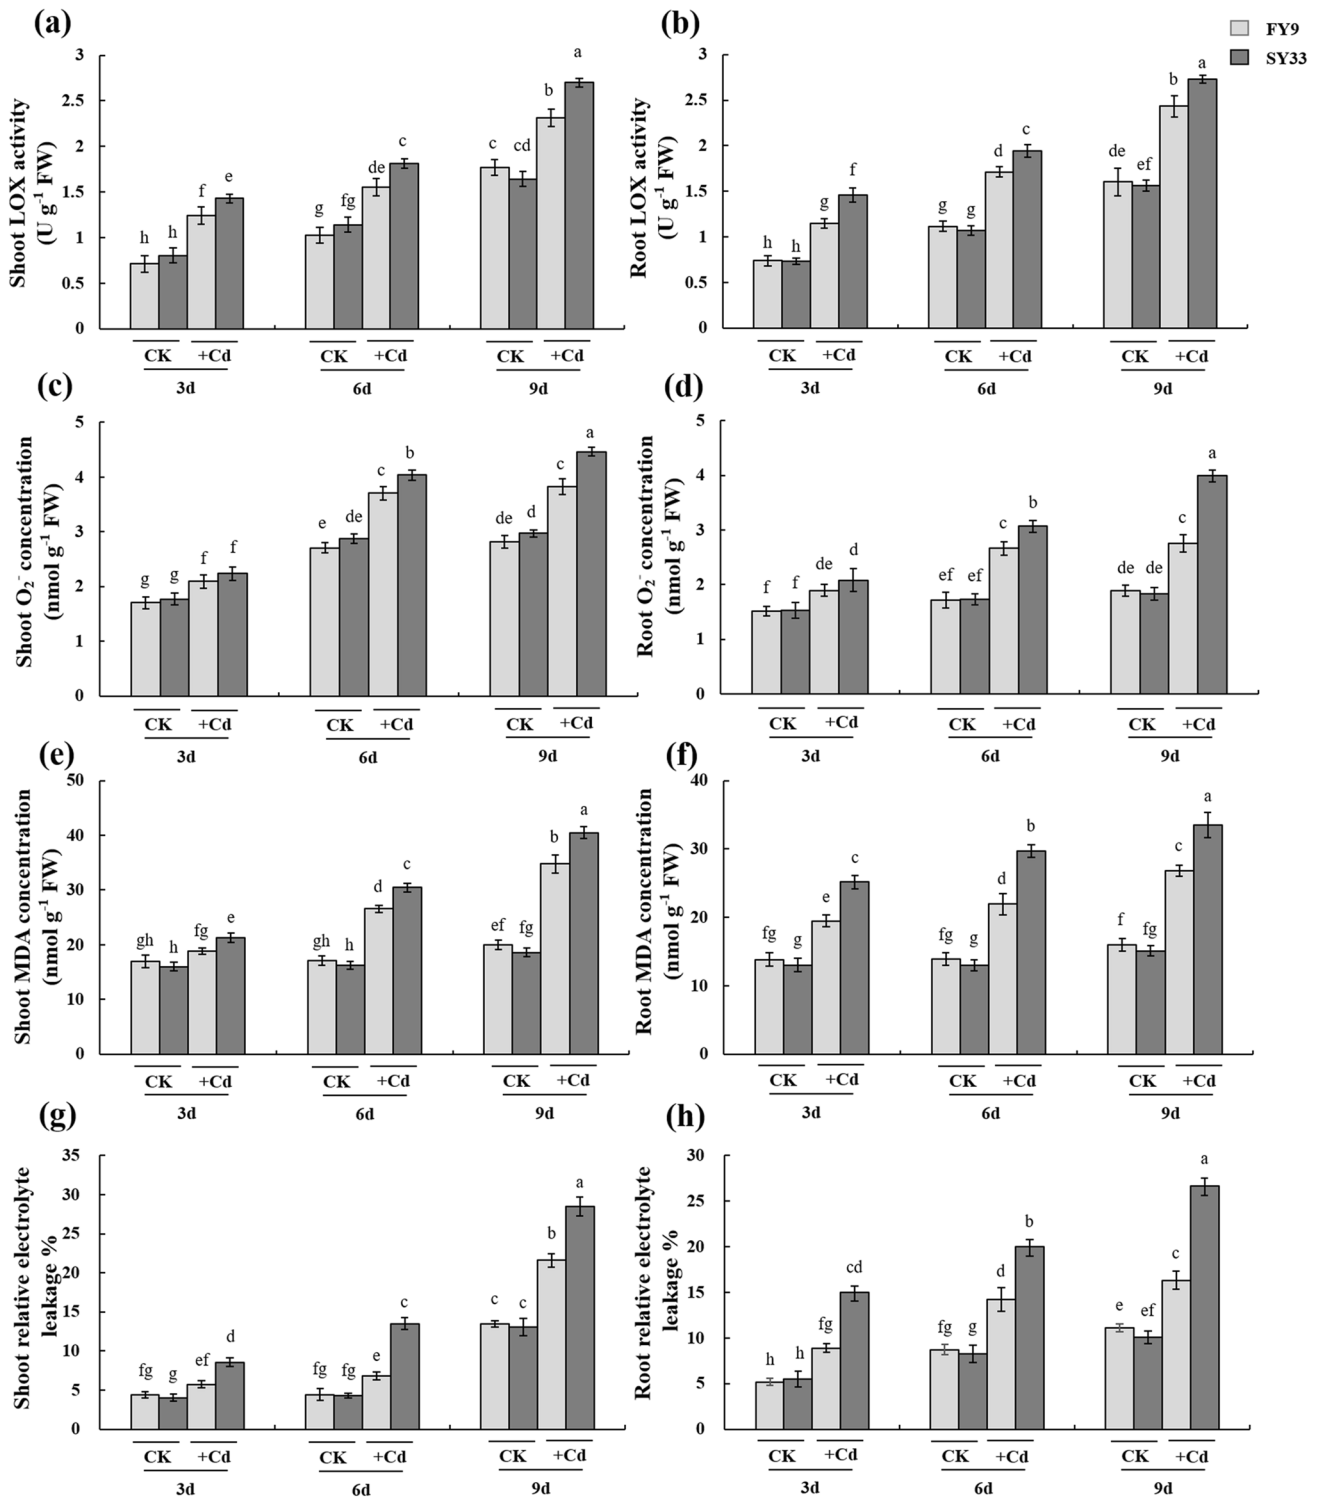 (a)
Shoot LOX activity
(U g⁻¹ FW)
3
2.5
2
1.5
1
0.5
0
h h f e
g fg de c
c cd b a
CK +Cd CK +Cd CK +Cd
3d 6d 9d
(b)
FY9
SY33
Root LOX activity
(U g⁻¹ FW)
3
2.5
2
1.5
1
0.5
0
h h g f
g g d c
de ef b a
CK +Cd CK +Cd CK +Cd
3d 6d 9d
(c)
Shoot O₂⁻ concentration
(nmol g⁻¹ FW)
5
4
3
2
1
0
g g f f
e de c b
de d c a
CK +Cd CK +Cd CK +Cd
3d 6d 9d
(d)
Root O₂⁻ concentration
(nmol g⁻¹ FW)
5
4
3
2
1
0
f f de d
ef ef c b
de de c a
CK +Cd CK +Cd CK +Cd
3d 6d 9d
(e)
Shoot MDA concentration
(nmol g⁻¹ FW)
50
40
30
20
10
0
gh h fg e
gh h d c
ef fg b a
CK +Cd CK +Cd CK +Cd
3d 6d 9d
(f)
Root MDA concentration
(nmol g⁻¹ FW)
40
30
20
10
0
fg g e c
fg g d b
f fg c a
CK +Cd CK +Cd CK +Cd
3d 6d 9d
(g)
Shoot relative electrolyte
leakage %
35
30
25
20
15
10
5
0
fg g ef d
fg fg e c
c c b a
CK +Cd CK +Cd CK +Cd
3d 6d 9d
(h)
Root relative electrolyte
leakage %
30
25
20
15
10
5
0
h h fg cd
fg g d b
e ef c a
CK +Cd CK +Cd CK +Cd
3d 6d 9d